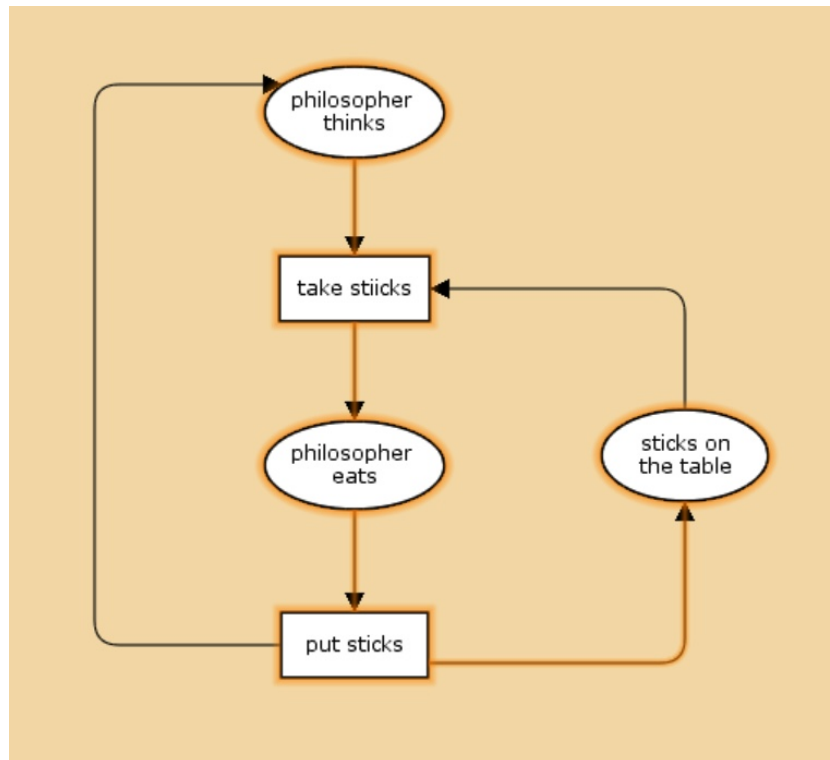 philosopher
thinks
take stiicks
philosopher
eats
sticks on
the table
put sticks